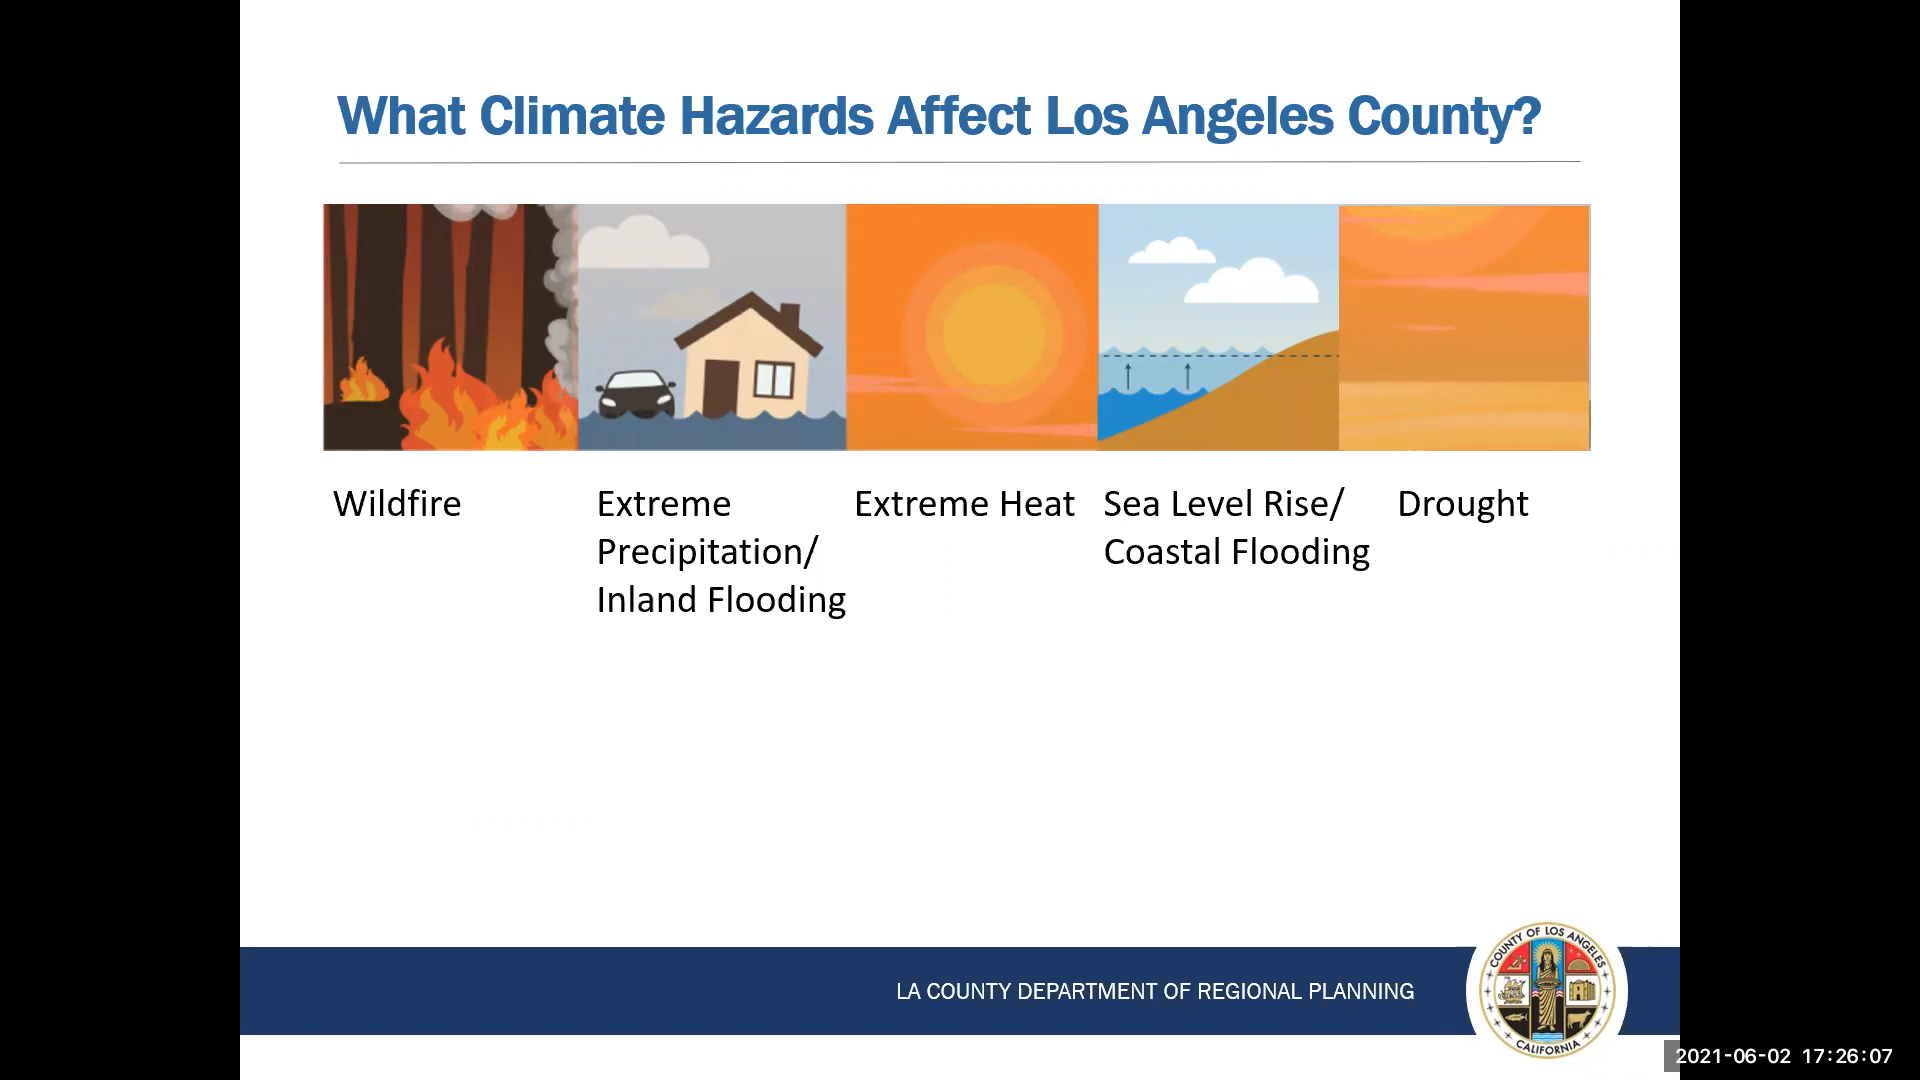 What Climate Hazards Affect Los Angeles County?
Wildfire
Extreme
Precipitation/
Inland Flooding
Extreme Heat
Sea Level Rise/
Coastal Flooding
Drought
LA COUNTY DEPARTMENT OF REGIONAL PLANNING
COUNTY OF LOS ANGELES
CALIFORNIA
2021-06-02 17:26:07